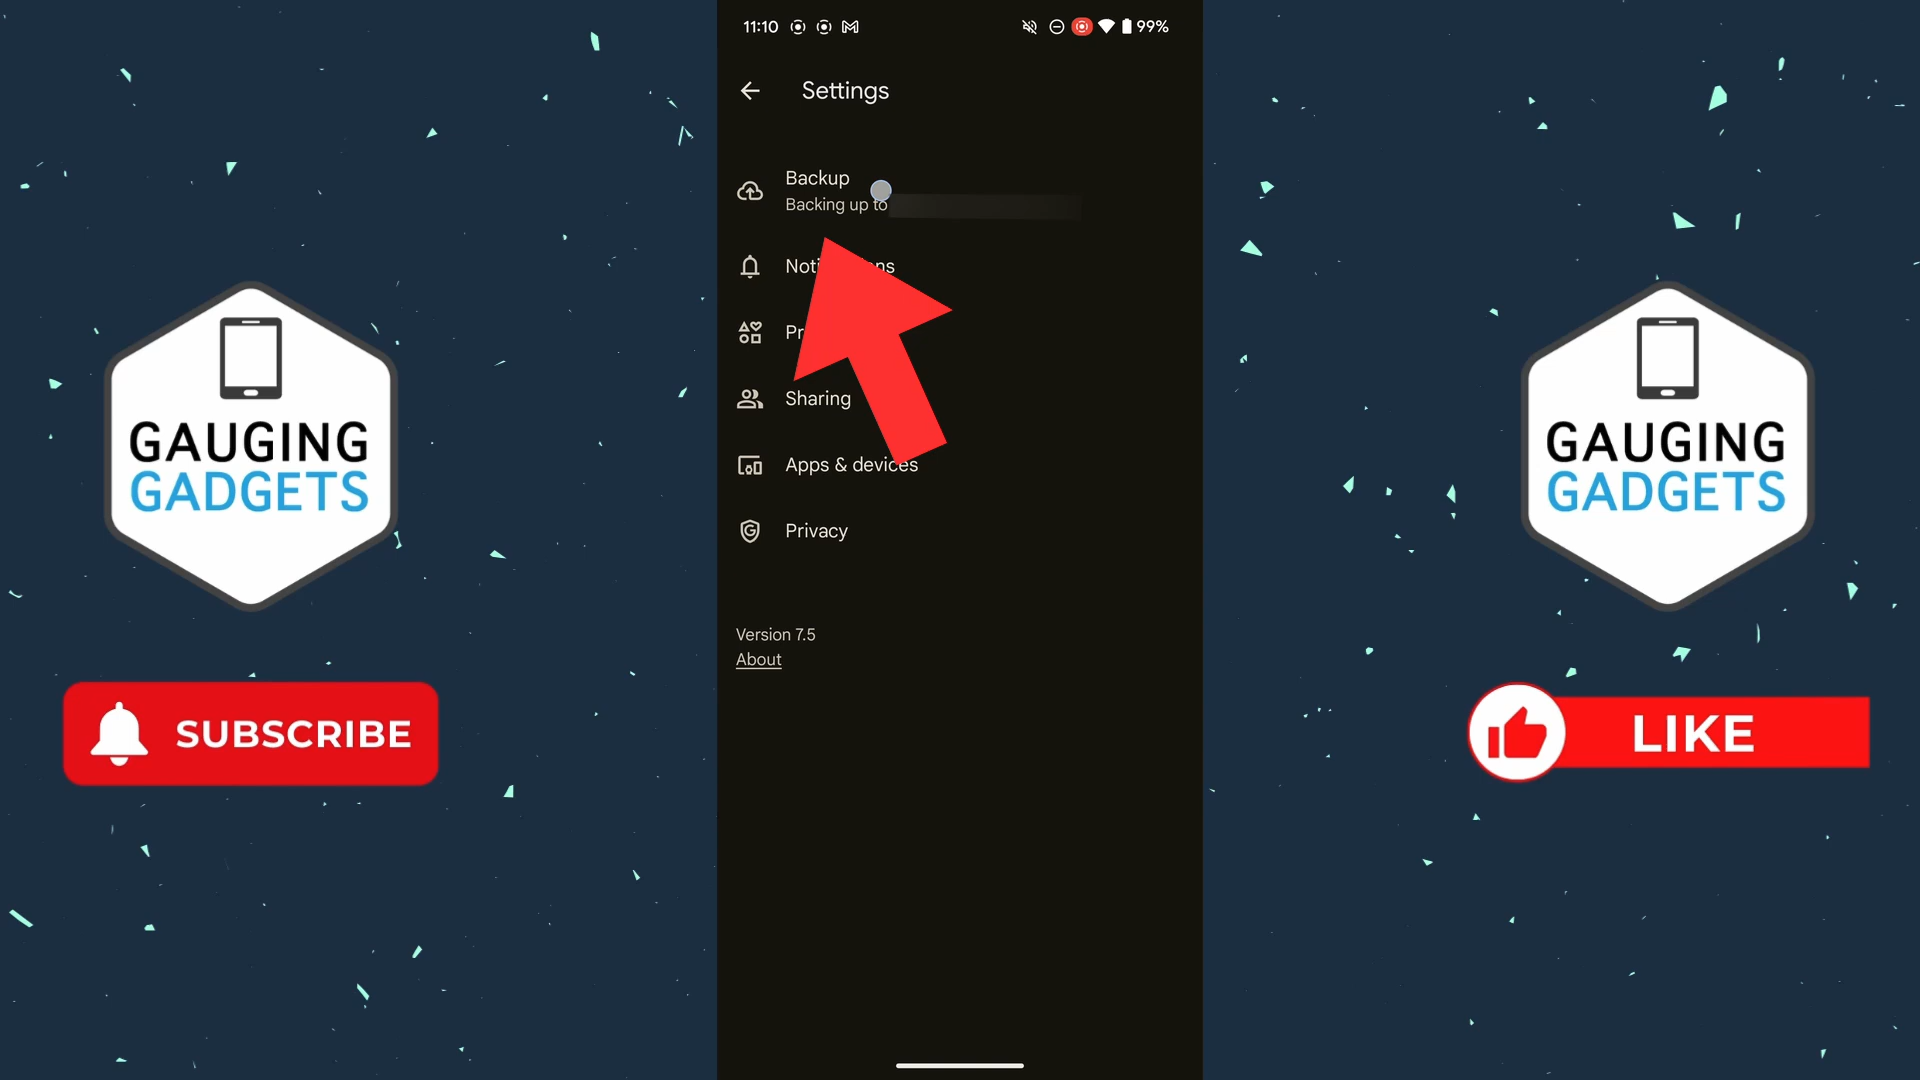 11:10
99%
Settings
Backup
Backing up to
Sharing
Apps & devices
Privacy
Version 7.5
About
GAUGING
GADGETS
SUBSCRIBE
GAUGING
GADGETS
LIKE